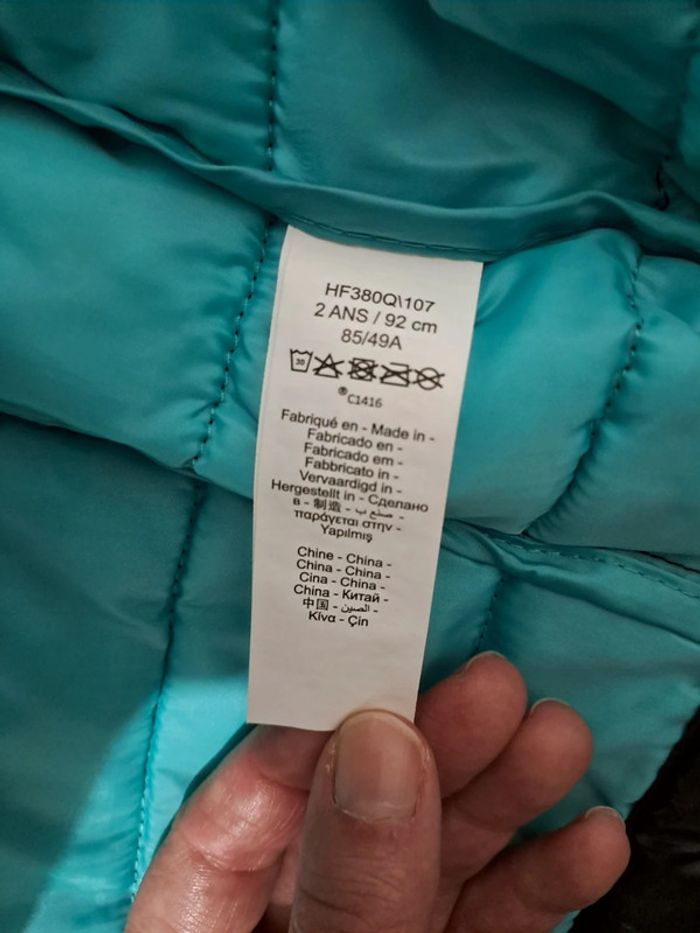 HF380Q\107
2 ANS / 92 cm
85/49A
30
®C1416
Fabriqué en - Made in -
Fabricado en -
Fabricado em -
Fabbricato in -
Vervaardigd in -
Hergestellt in - Сделано
в - 制造 - صنع ب -
παράγεται στην -
Yapılmış
Chine - China -
China - China -
Cina - China -
China - Китай -
中国 - الصين -
Κίνα - Çin